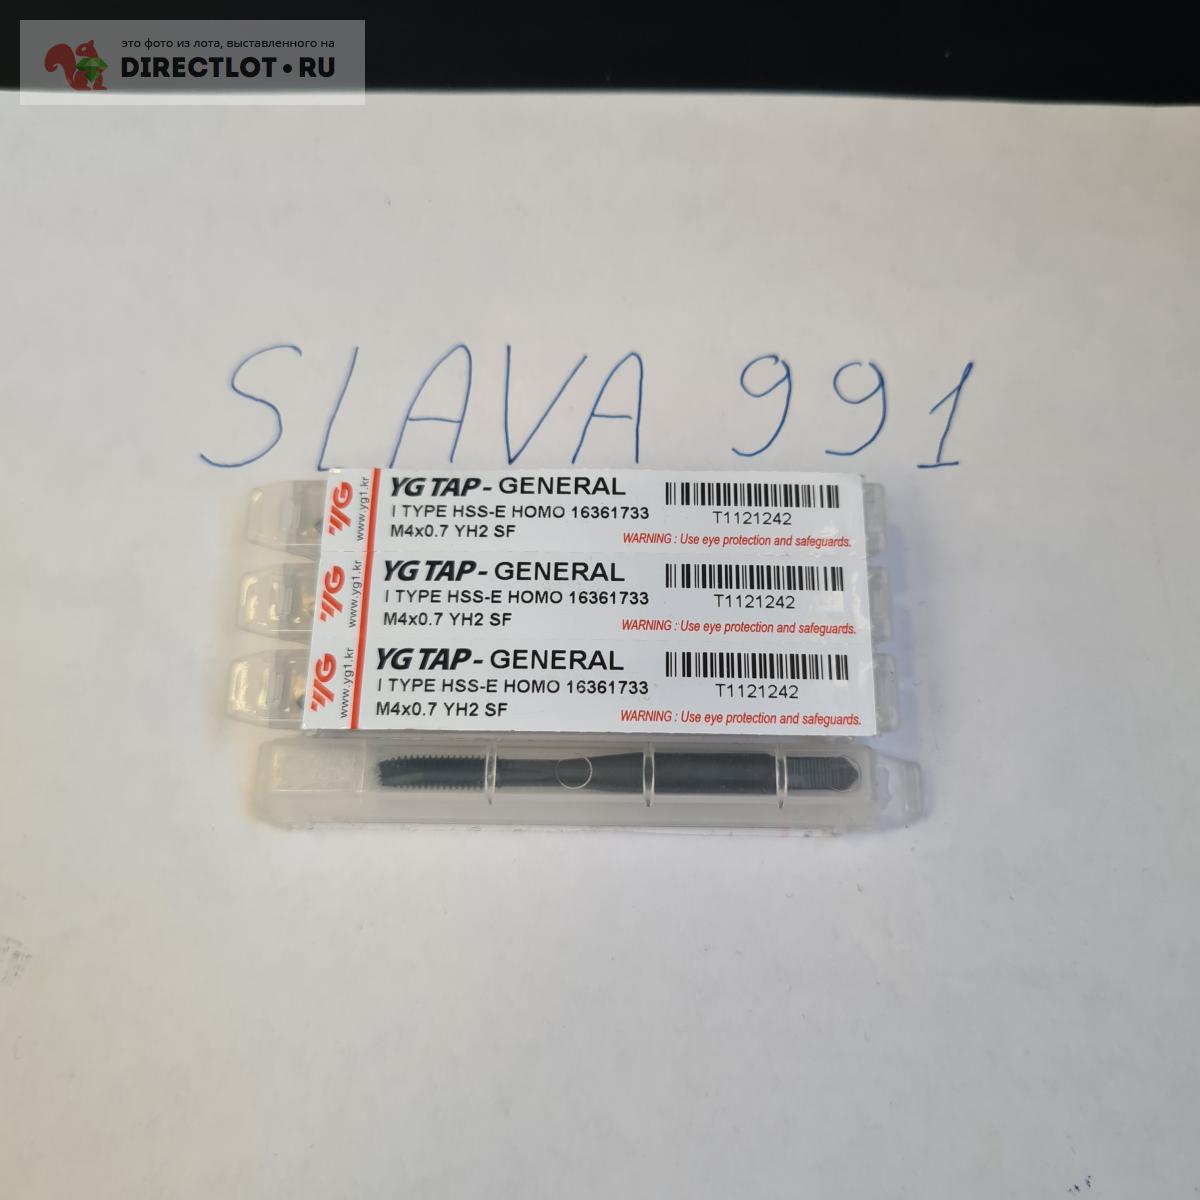 это фото из лота, выставленного на
DIRECTLOT•RU
SLAVA 991
YG
www.yg1.kr
YG TAP - GENERAL
I TYPE HSS-E HOMO 16361733
M4x0.7 YH2 SF
T1121242
WARNING : Use eye protection and safeguards.
YG
www.yg1.kr
YG TAP - GENERAL
I TYPE HSS-E HOMO 16361733
M4x0.7 YH2 SF
T1121242
WARNING : Use eye protection and safeguards.
YG
www.yg1.kr
YG TAP - GENERAL
I TYPE HSS-E HOMO 16361733
M4x0.7 YH2 SF
T1121242
WARNING : Use eye protection and safeguards.